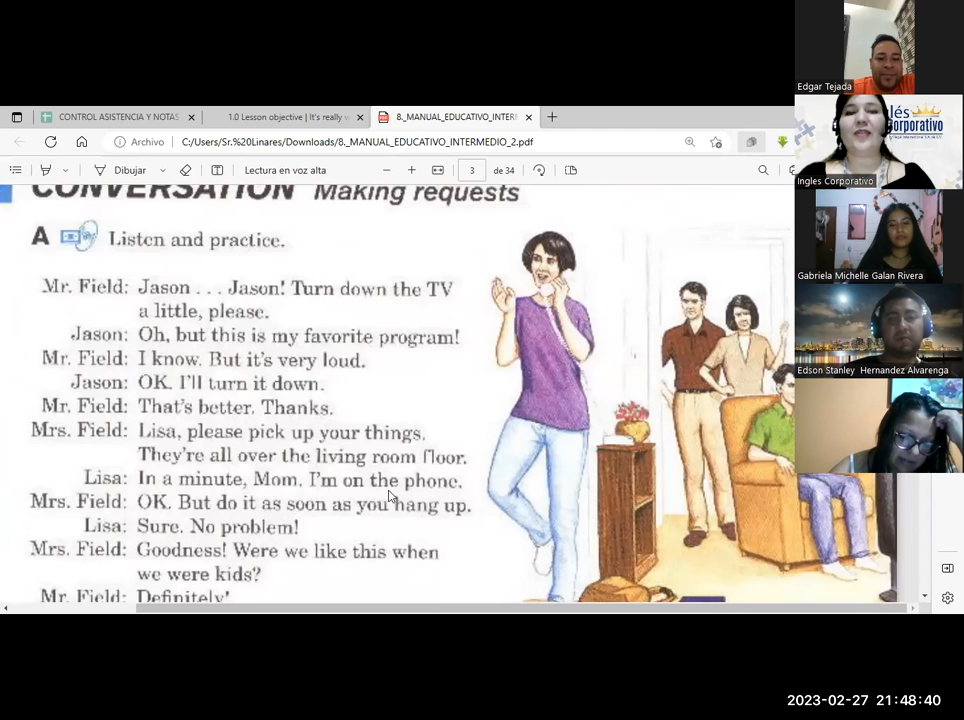 Edgar Tejada
lés
orporativo
Ingles Corporativo
Gabriela Michelle Galan Rivera
Edson Stanley Hernandez Alvarenga
CONTROL ASISTENCIA Y NOTAS
1.0 Lesson objective | It's really w
8._MANUAL_EDUCATIVO_INTERM
Archivo
C:/Users/Sr.%20Linares/Downloads/8._MANUAL_EDUCATIVO_INTERMEDIO_2.pdf
Dibujar
Lectura en voz alta
3
de 34
CONVERSATION Making requests
A Listen and practice.
Mr. Field: Jason . . . Jason! Turn down the TV
a little, please.
Jason: Oh, but this is my favorite program!
Mr. Field: I know. But it's very loud.
Jason: OK. I'll turn it down.
Mr. Field: That's better. Thanks.
Mrs. Field: Lisa, please pick up your things.
They're all over the living room floor.
Lisa: In a minute, Mom. I'm on the phone.
Mrs. Field: OK. But do it as soon as you hang up.
Lisa: Sure. No problem!
Mrs. Field: Goodness! Were we like this when
we were kids?
Mr. Field: Definitely!
2023-02-27 21:48:40